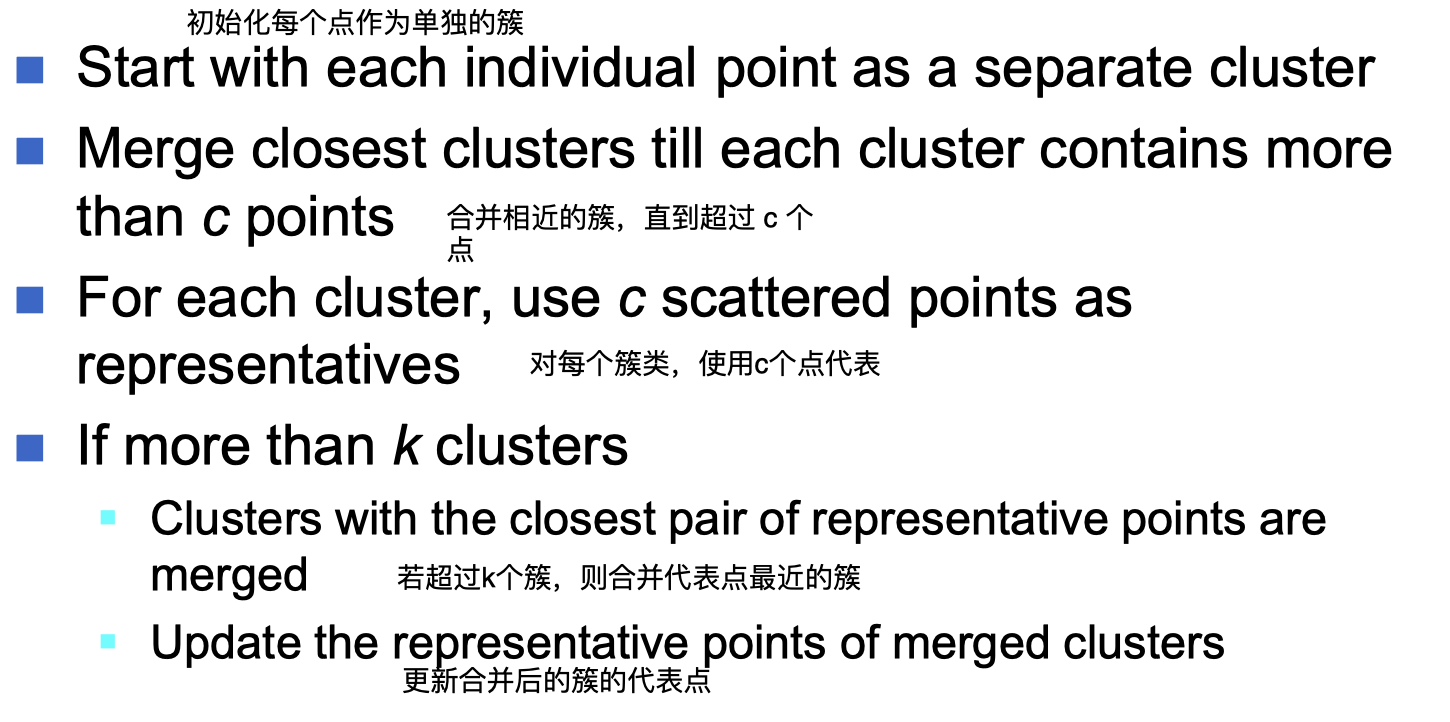 初始化每个点作为单独的簇
Start with each individual point as a separate cluster
Merge closest clusters till each cluster contains more
than c points
合并相近的簇，直到超过 c 个
点
For each cluster, use c scattered points as
representatives
对每个簇类，使用c个点代表
If more than k clusters
Clusters with the closest pair of representative points are
merged
若超过k个簇，则合并代表点最近的簇
Update the representative points of merged clusters
更新合并后的簇的代表点